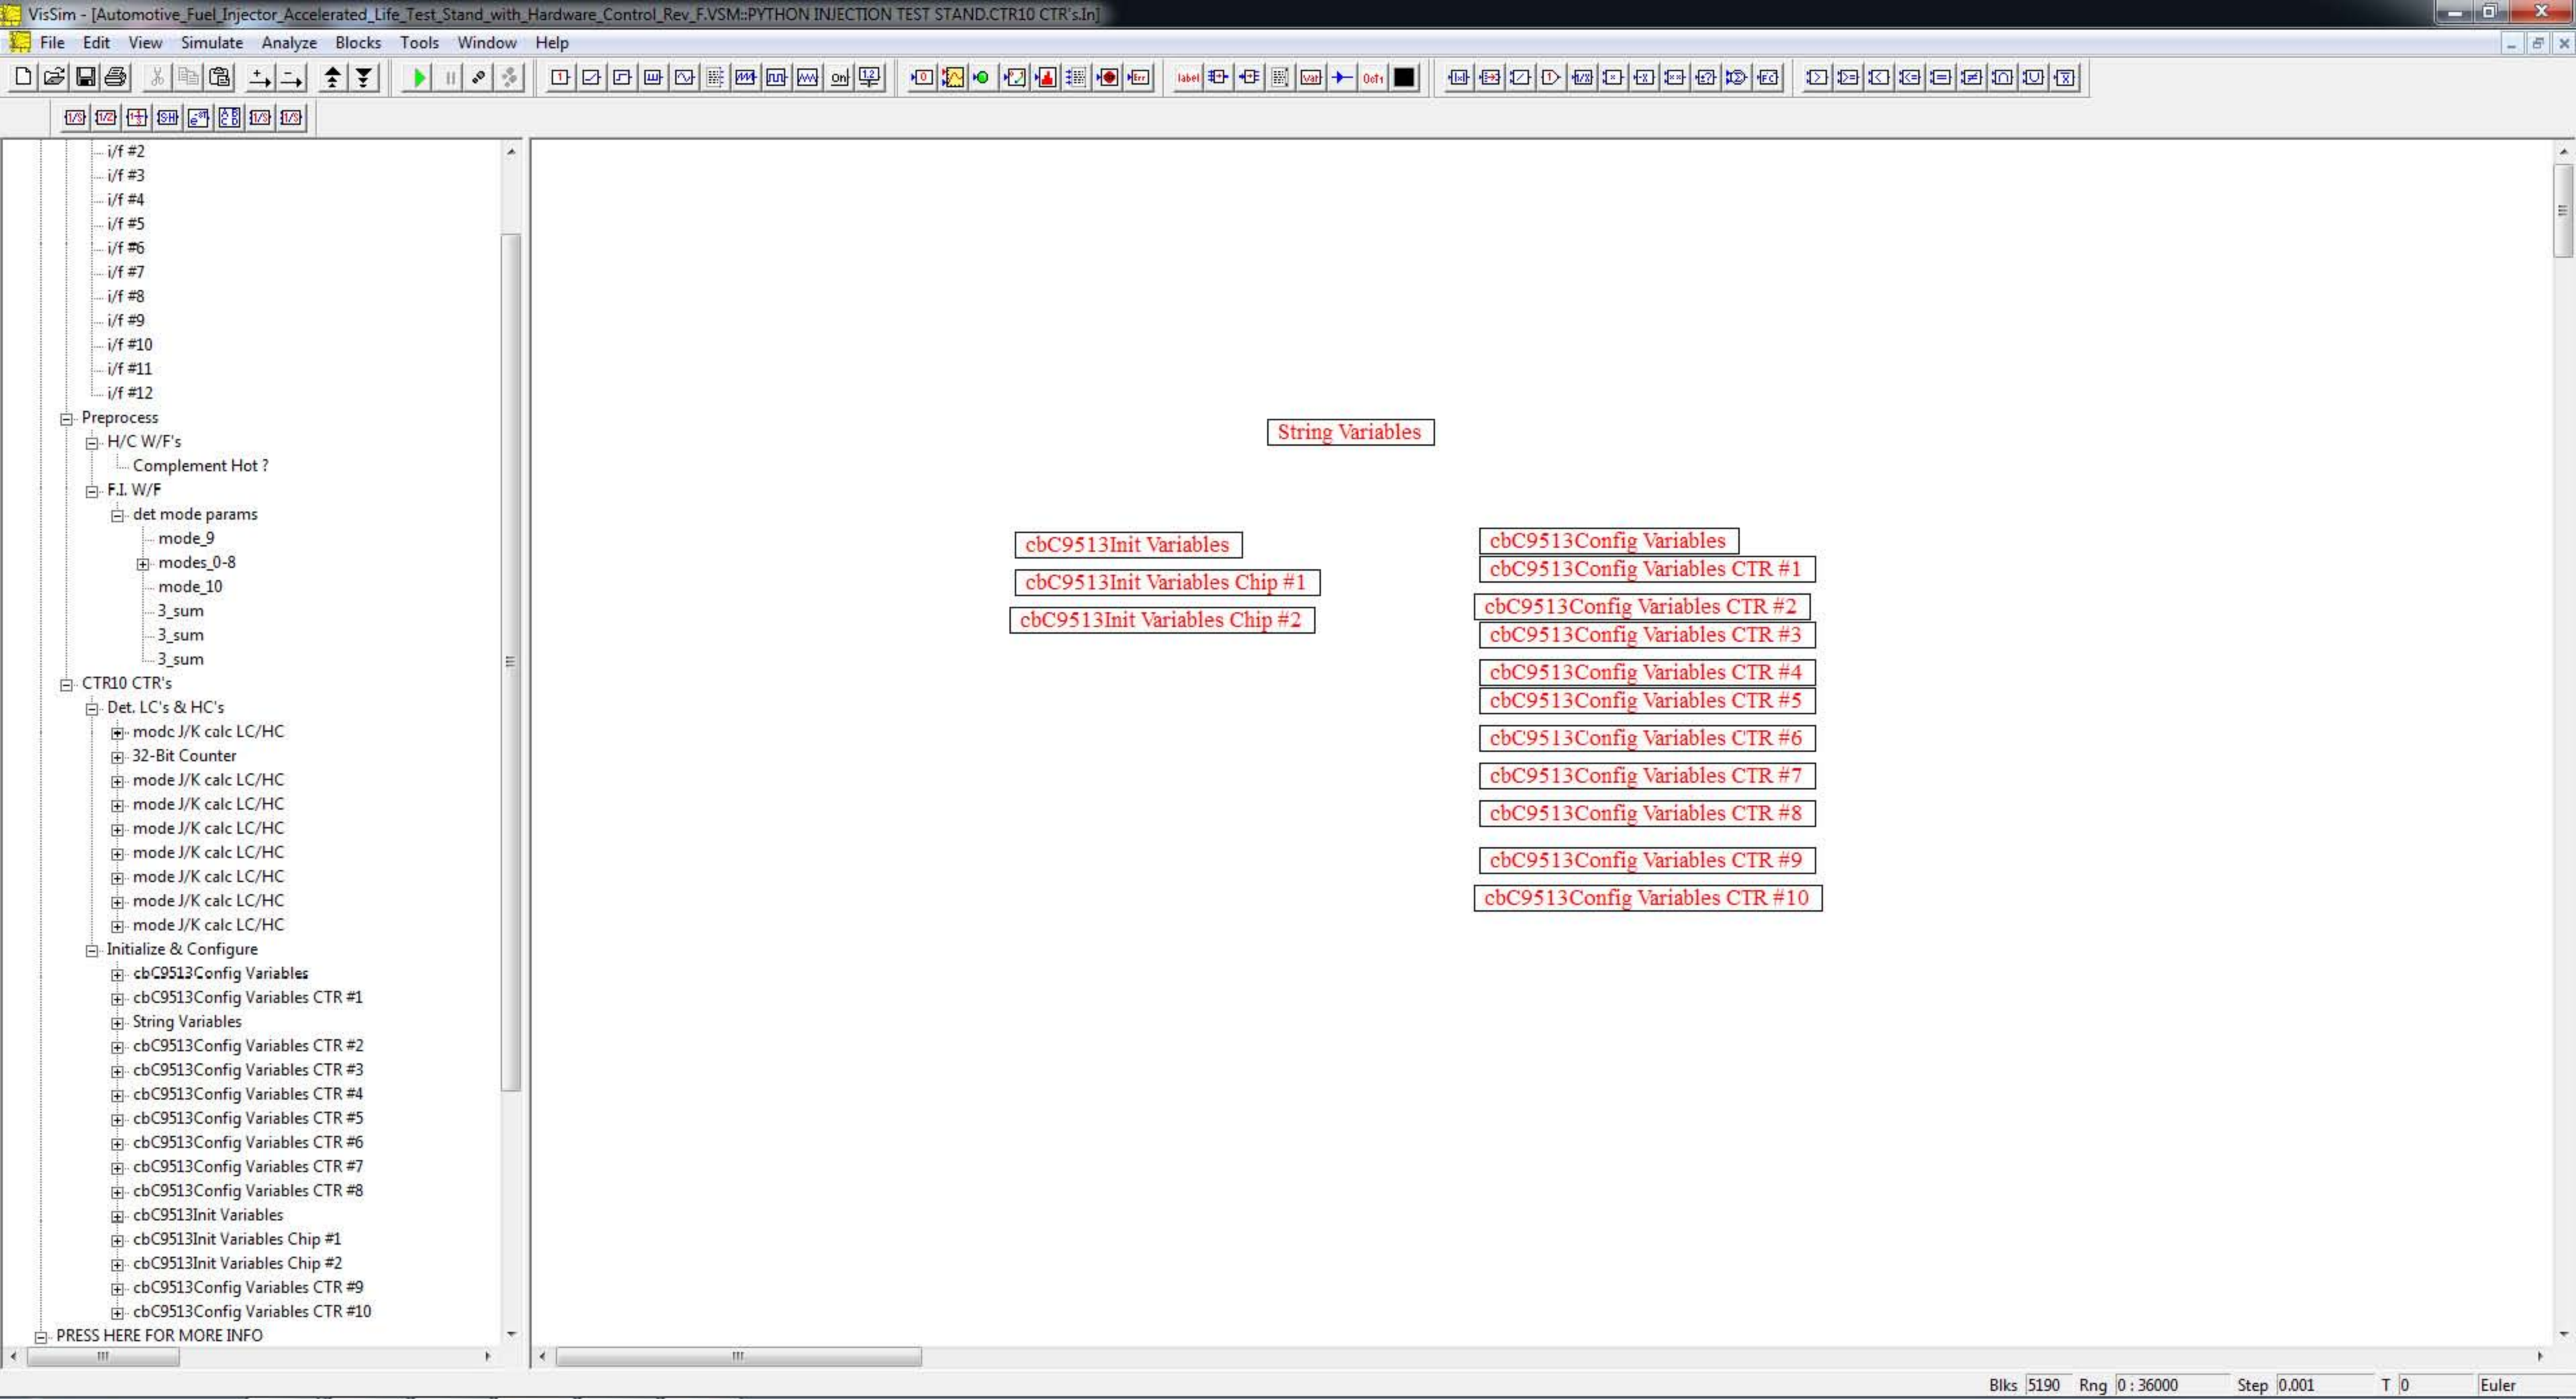 VisSim - [Automotive_Fuel_Injector_Accelerated_Life_Test_Stand_with_Hardware_Control_Rev_F.VSM::PYTHON INJECTION TEST STAND.CTR10 CTR's.In]
File Edit View Simulate Analyze Blocks Tools Window Help
i/f #2
i/f #3
i/f #4
i/f #5
i/f #6
i/f #7
i/f #8
i/f #9
i/f #10
i/f #11
i/f #12
Preprocess
H/C W/F's
Complement Hot ?
F.I. W/F
det mode params
mode_9
modes_0-8
mode_10
3_sum
3_sum
3_sum
CTR10 CTR's
Det. LC's & HC's
mode J/K calc LC/HC
32-Bit Counter
mode J/K calc LC/HC
mode J/K calc LC/HC
mode J/K calc LC/HC
mode J/K calc LC/HC
mode J/K calc LC/HC
mode J/K calc LC/HC
mode J/K calc LC/HC
Initialize & Configure
cbC9513Config Variables
cbC9513Config Variables CTR #1
String Variables
cbC9513Config Variables CTR #2
cbC9513Config Variables CTR #3
cbC9513Config Variables CTR #4
cbC9513Config Variables CTR #5
cbC9513Config Variables CTR #6
cbC9513Config Variables CTR #7
cbC9513Config Variables CTR #8
cbC9513Init Variables
cbC9513Init Variables Chip #1
cbC9513Init Variables Chip #2
cbC9513Config Variables CTR #9
cbC9513Config Variables CTR #10
PRESS HERE FOR MORE INFO
String Variables
cbC9513Init Variables
cbC9513Init Variables Chip #1
cbC9513Init Variables Chip #2
cbC9513Config Variables
cbC9513Config Variables CTR #1
cbC9513Config Variables CTR #2
cbC9513Config Variables CTR #3
cbC9513Config Variables CTR #4
cbC9513Config Variables CTR #5
cbC9513Config Variables CTR #6
cbC9513Config Variables CTR #7
cbC9513Config Variables CTR #8
cbC9513Config Variables CTR #9
cbC9513Config Variables CTR #10
Blks 5190 Rng 0 : 36000 Step 0.001 T 0 Euler